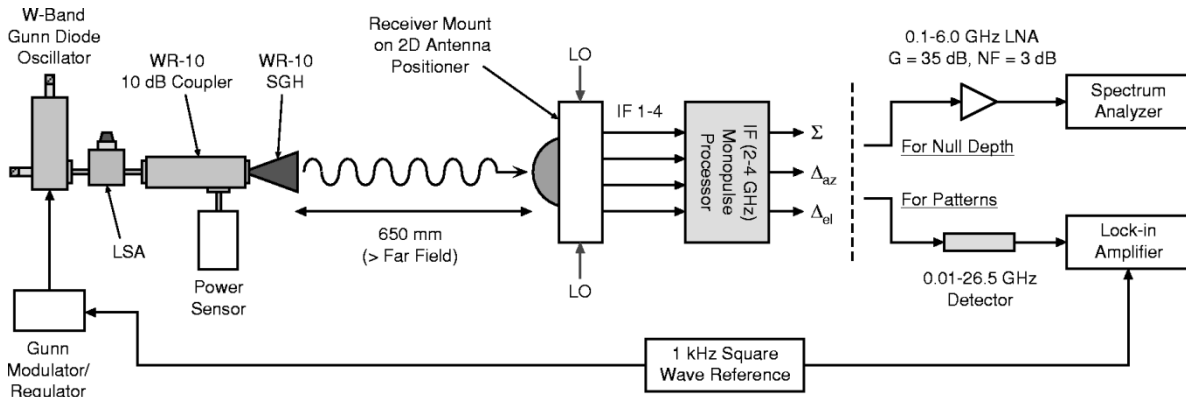 W-Band
Gunn Diode
Oscillator
WR-10
10 dB Coupler
WR-10
SGH
Receiver Mount
on 2D Antenna
Positioner
LO
IF 1-4
IF (2-4 GHz)
Monopulse
Processor
Σ
Δaz
Δel
0.1-6.0 GHz LNA
G = 35 dB, NF = 3 dB
Spectrum
Analyzer
For Null Depth
For Patterns
Lock-in
Amplifier
0.01-26.5 GHz
Detector
LSA
650 mm
(> Far Field)
Power
Sensor
LO
Gunn
Modulator/
Regulator
1 kHz Square
Wave Reference